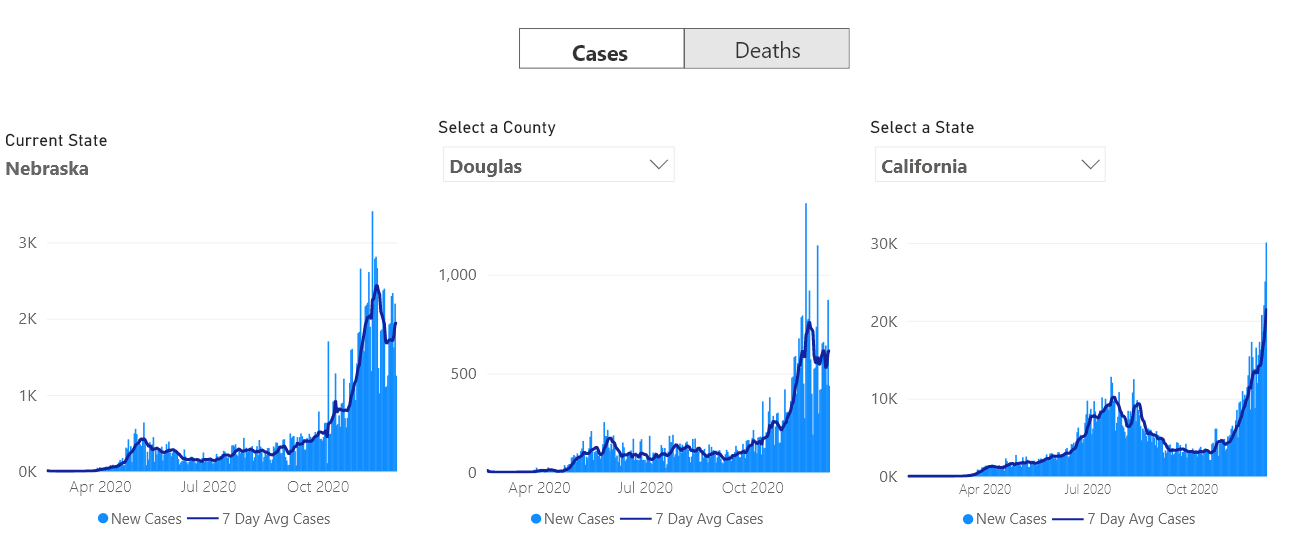 Cases Deaths
Current State
Nebraska
Select a County
Douglas
Select a State
California
3K
2K
1K
0K
Apr 2020 Jul 2020 Oct 2020
New Cases 7 Day Avg Cases
1,000
500
0
Apr 2020 Jul 2020 Oct 2020
New Cases 7 Day Avg Cases
30K
20K
10K
0K
Apr 2020 Jul 2020 Oct 2020
New Cases 7 Day Avg Cases